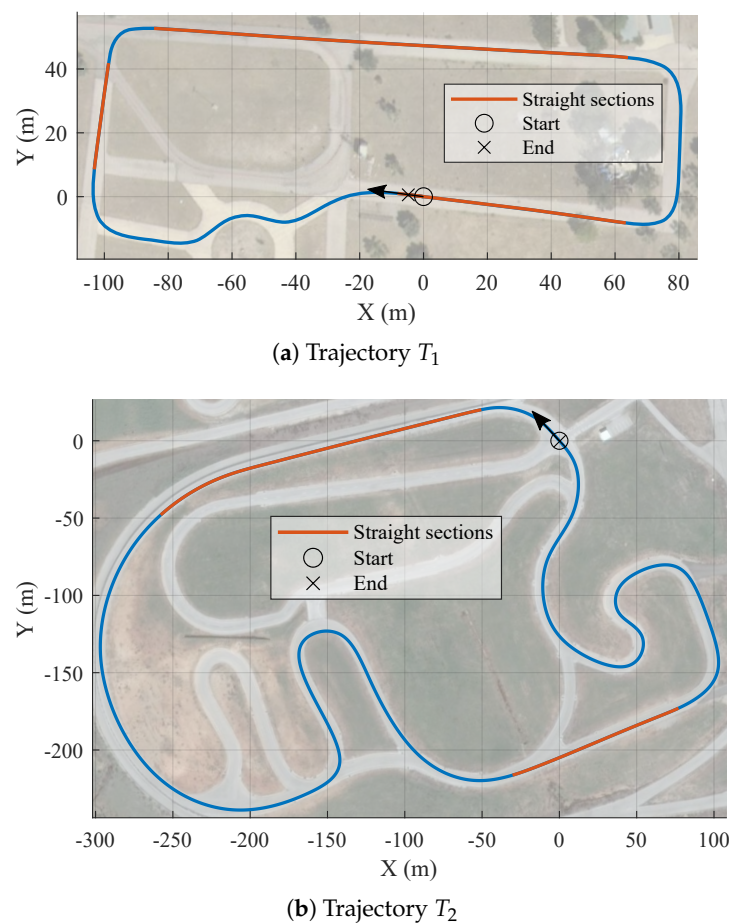 40
20
0
Y (m)
Straight sections
Start
End
-100 -80 -60 -40 -20 0 20 40 60 80
X (m)
(a) Trajectory T1
0
-50
-100
-150
-200
Y (m)
Straight sections
Start
End
-300 -250 -200 -150 -100 -50 0 50 100
X (m)
(b) Trajectory T2